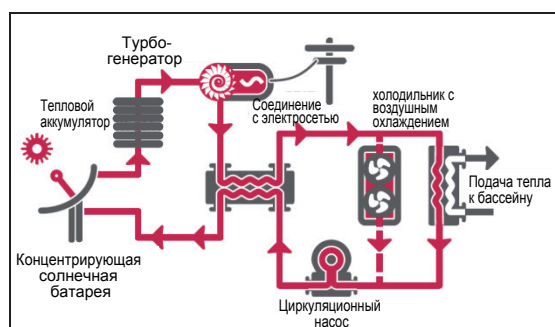 Турбо-
генератор
Тепловой
аккумулятор
Соединение
с электросетью
холодильник с
воздушным
охлаждением
Подача тепла
к бассейну
Концентрирующая
солнечная
батарея
Циркуляционный
насос